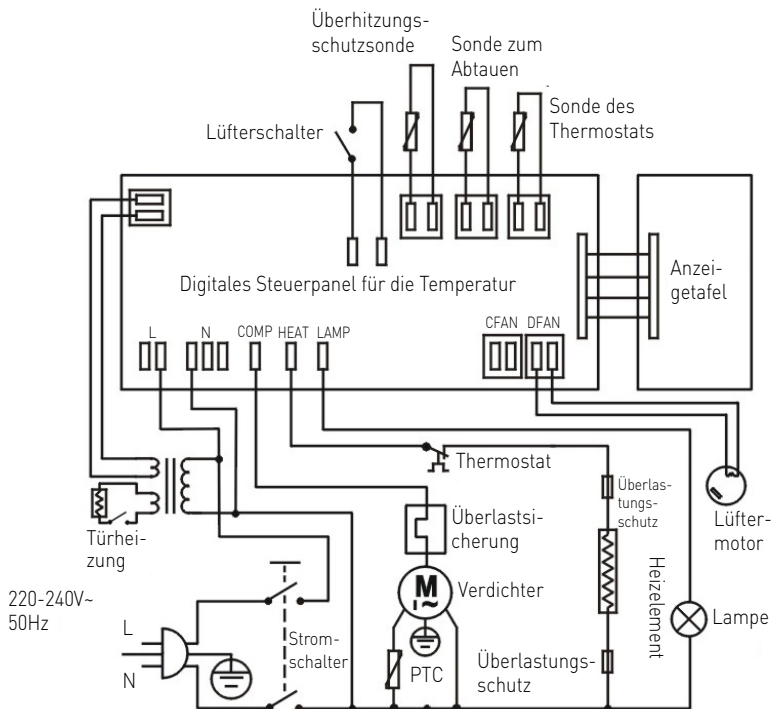 Überhitzungs-
schutzsonde
Sonde zum
Abtauen
Sonde des
Thermostats
Lüfterschalter
Digitales Steuerpanel für die Temperatur
Anzei-
getafel
L
N
COMP
HEAT
LAMP
CFAN
DFAN
Thermostat
Überlas-
tungs-
schutz
Überlastsi-
cherung
Lüfter-
motor
Türhei-
zung
Heizelement
M
I~
Verdichter
220-240V~
50Hz
L
N
Strom-
schalter
PTC
Überlastungs-
schutz
Lampe